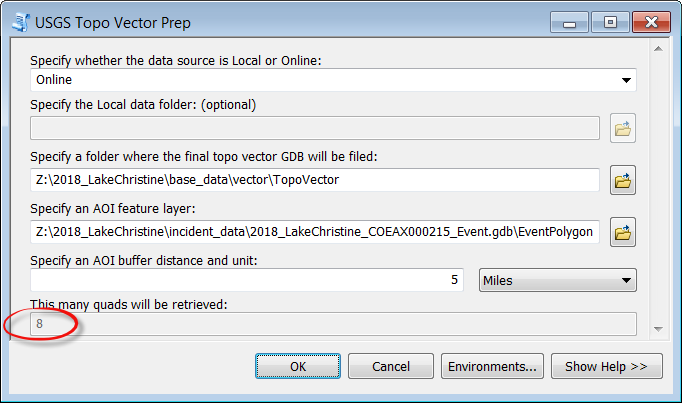 USGS Topo Vector Prep
Specify whether the data source is Local or Online:
Online
Specify the Local data folder: (optional)
Specify a folder where the final topo vector GDB will be filed:
Z:\2018_LakeChristine\base_data\vector\TopoVector
Specify an AOI feature layer:
Z:\2018_LakeChristine\incident_data\2018_LakeChristine_COEAX000215_Event.gdb\EventPolygon
Specify an AOI buffer distance and unit:
5 Miles
This many quads will be retrieved:
8
OK Cancel Environments... Show Help >>